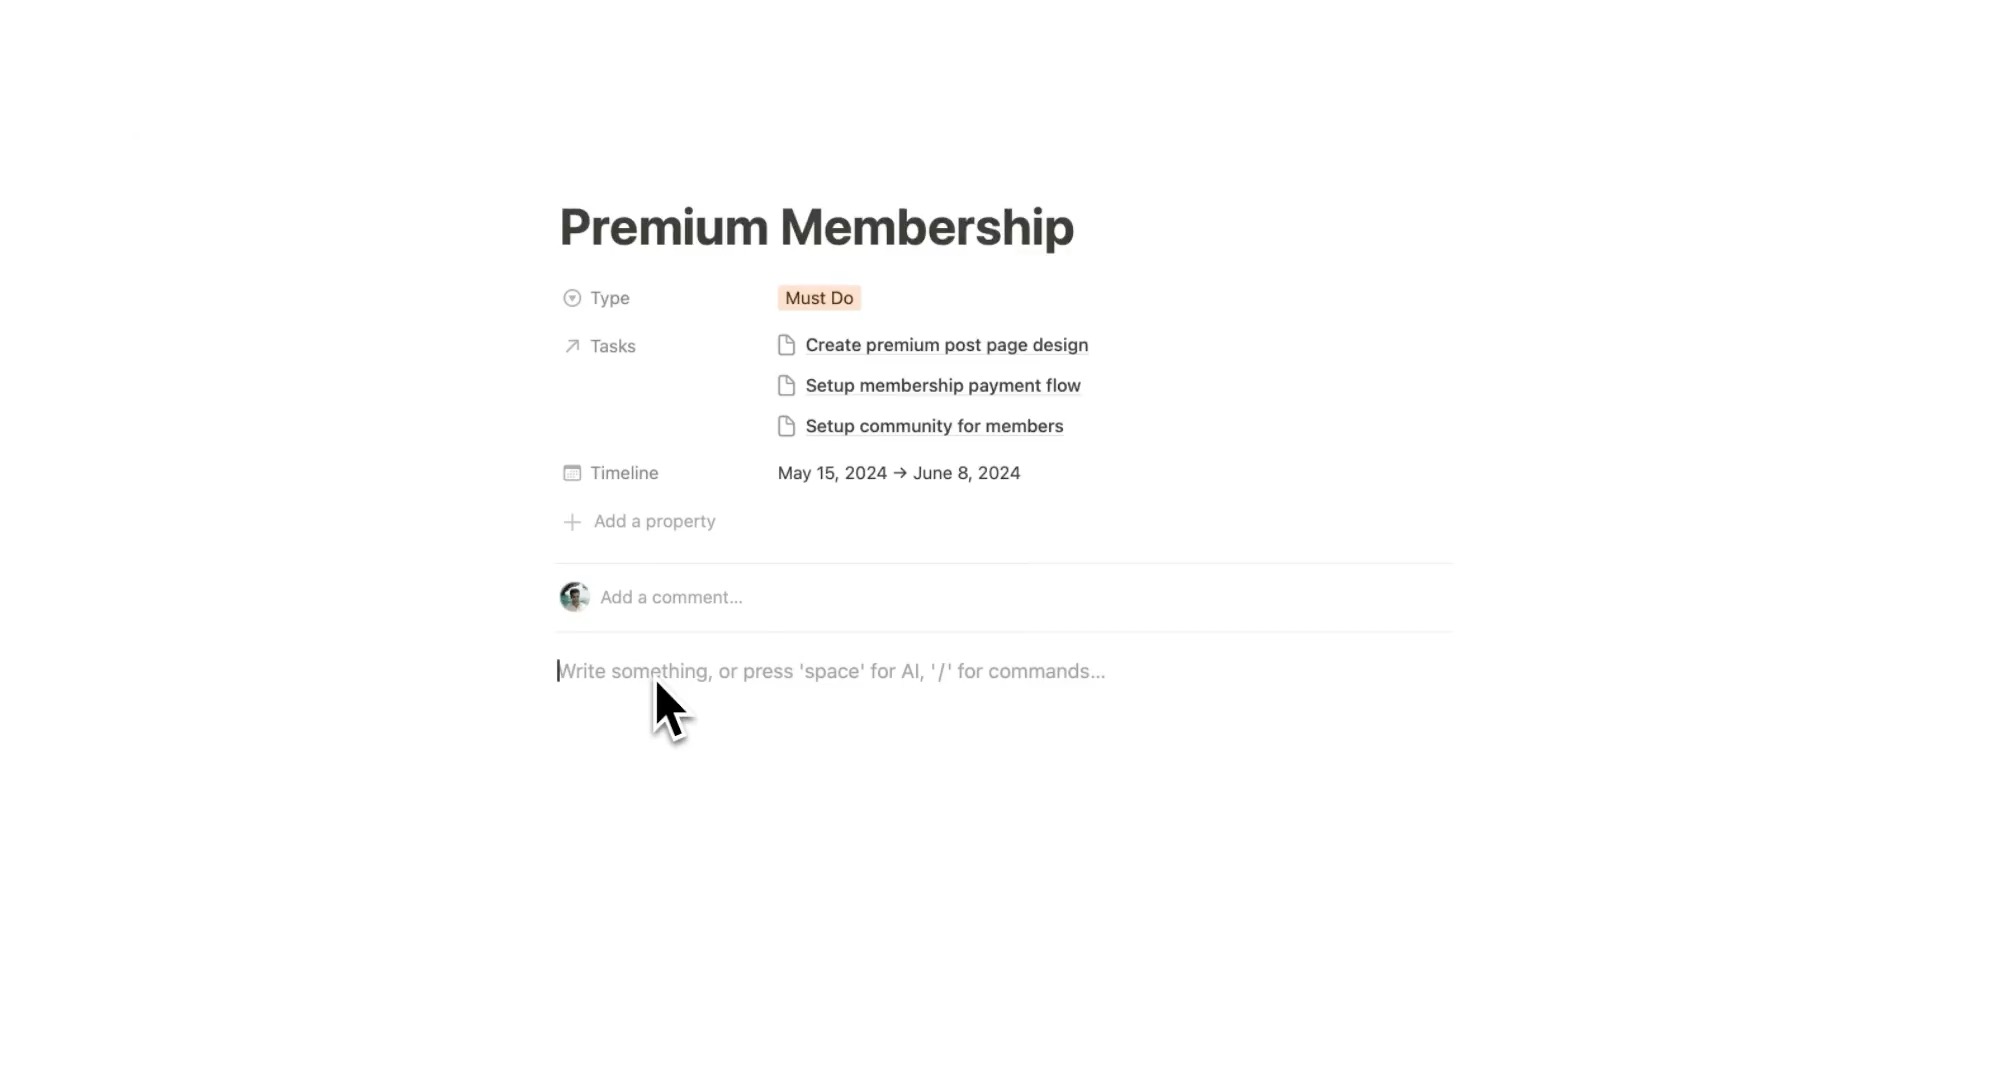 Premium Membership
Type Must Do
Tasks Create premium post page design
Setup membership payment flow
Setup community for members
Timeline May 15, 2024 → June 8, 2024
Add a property
Add a comment...
Write something, or press 'space' for AI, '/' for commands...